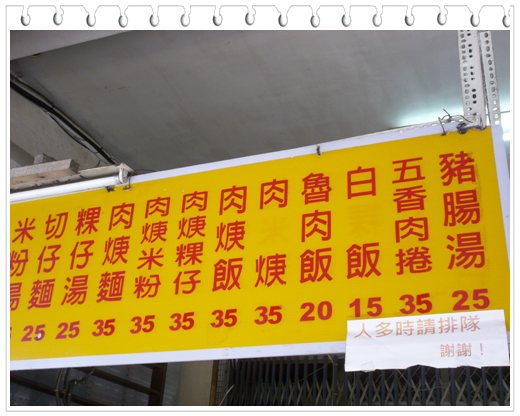 豬腸湯 25
五香肉捲 35
白飯 15
魯肉飯 20
肉焿 35
肉焿飯 35
肉焿粿仔 35
肉焿米粉 35
肉焿麵 35
粿仔湯 25
切仔麵 25
米粉湯
人多時請排隊
謝謝！